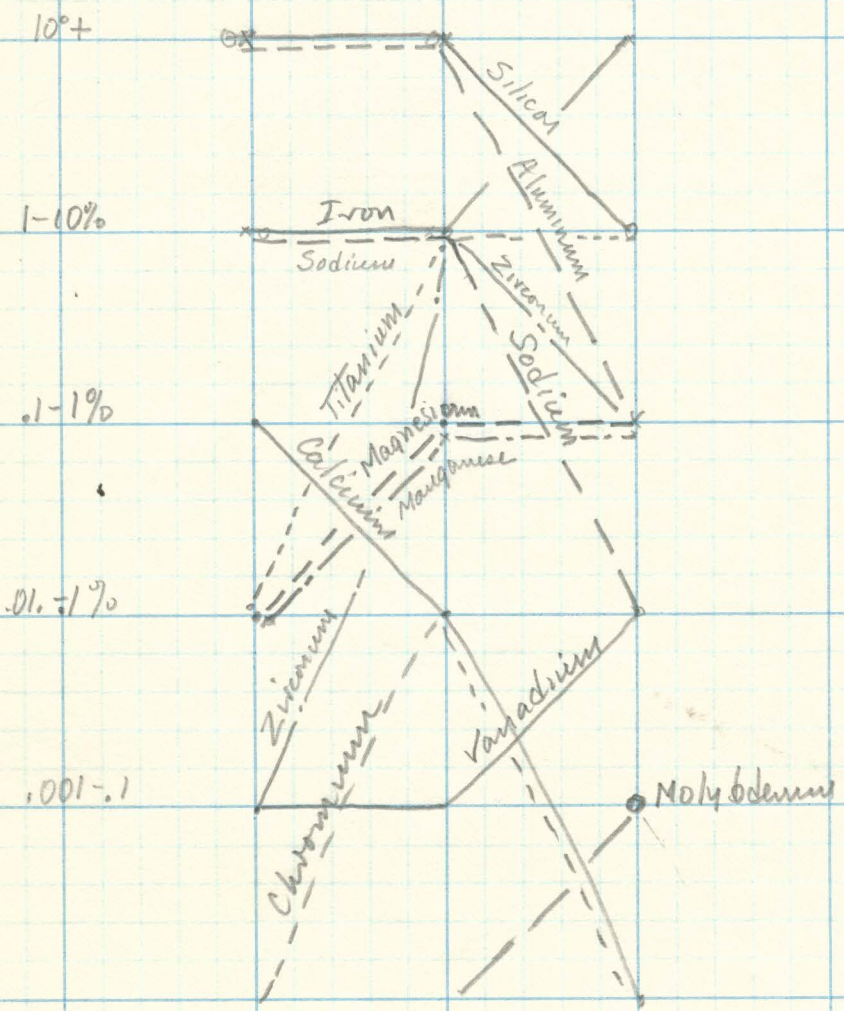 10%+
Silicon
Aluminum
1-10%
Iron
Sodium
Zirconium
Titanium
Sodium
.1-1%
Magnesium
Calcium
Manganese
.01.-.1%
Zirconium
Vanadium
Chromium
.001-.1
Molybdenum